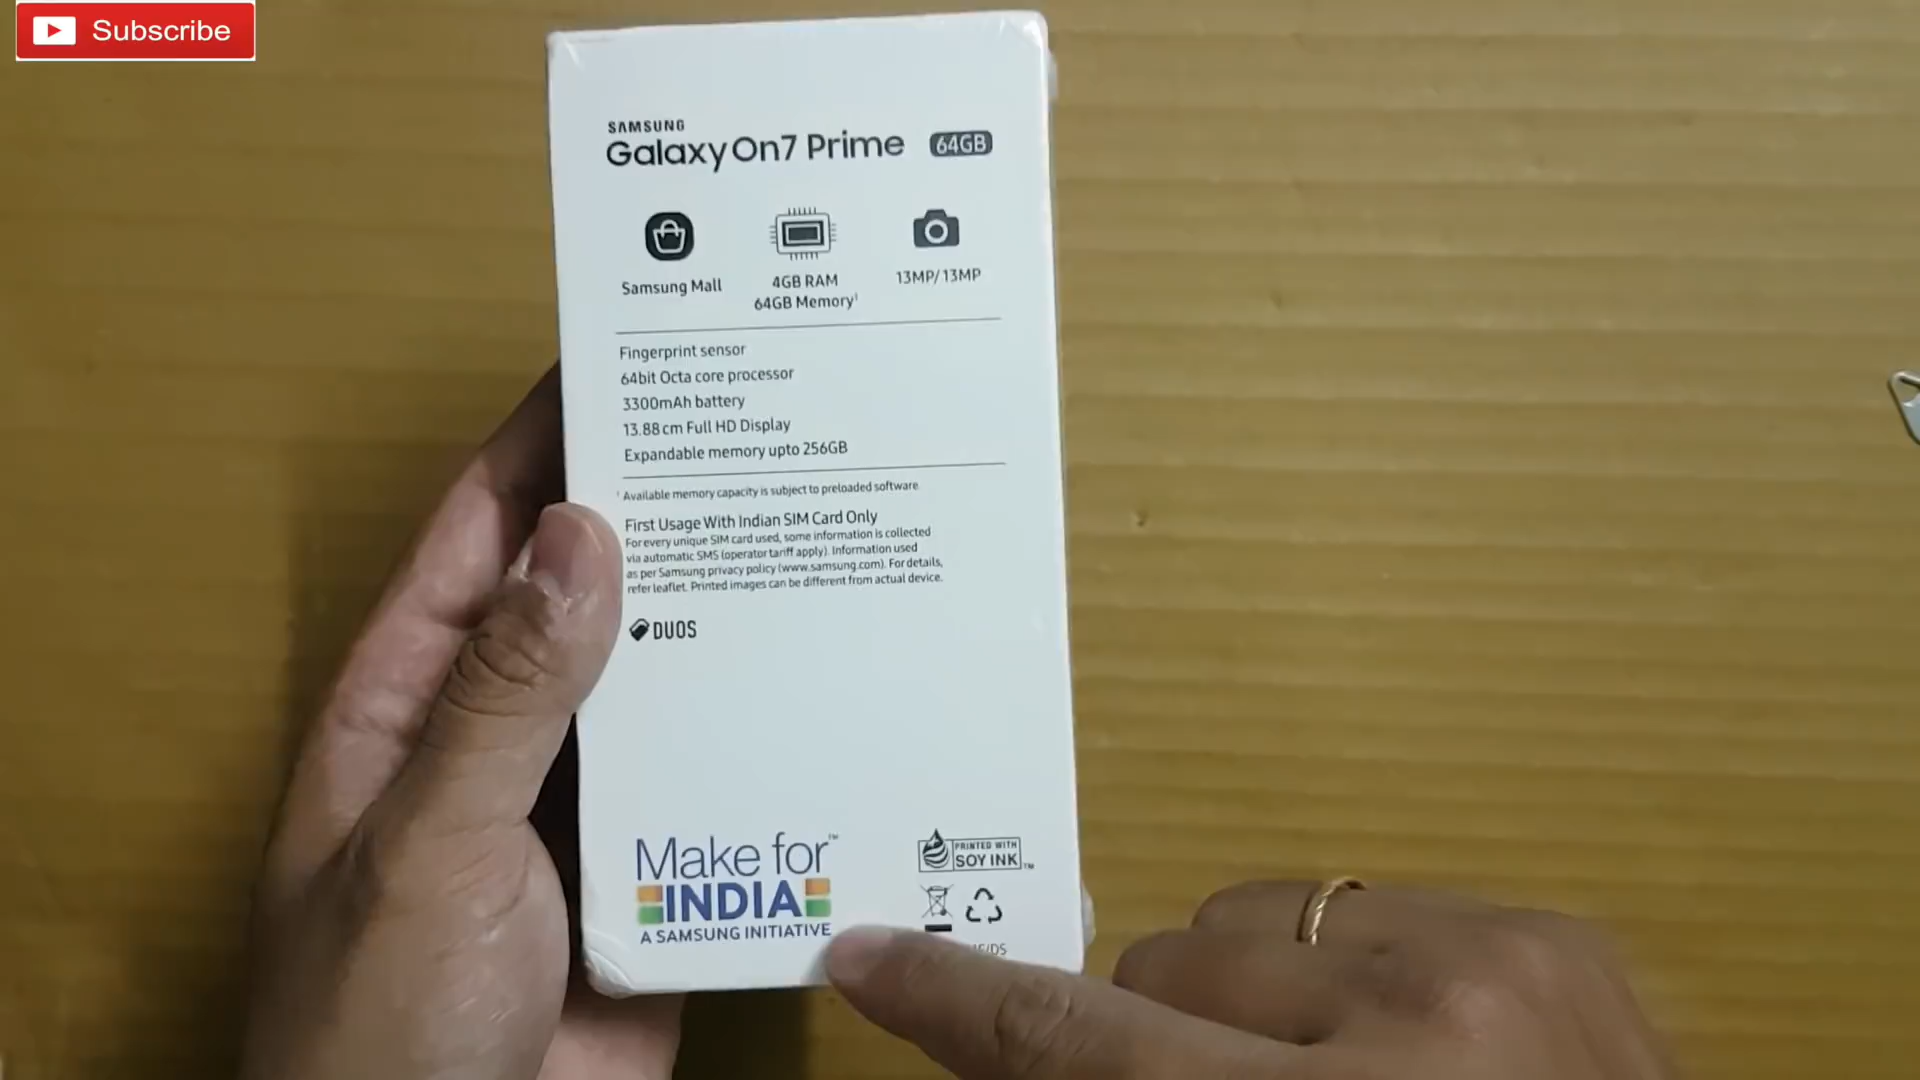 Subscribe
SAMSUNG
Galaxy On7 Prime 64GB
Samsung Mall
4GB RAM
64GB Memory¹
13MP/13MP
Fingerprint sensor
64bit Octa core processor
3300mAh battery
13.88cm Full HD Display
Expandable memory upto 256GB
¹ Available memory capacity is subject to preloaded software
First Usage With Indian SIM Card Only
For every unique SIM card used, some information is collected
via automatic SMS (operator tariff apply). Information used
as per Samsung privacy policy (www.samsung.com). For details,
refer leaflet. Printed images can be different from actual device.
DUOS
Make for™
INDIA
A SAMSUNG INITIATIVE
PRINTED WITH
SOY INK™
/DS